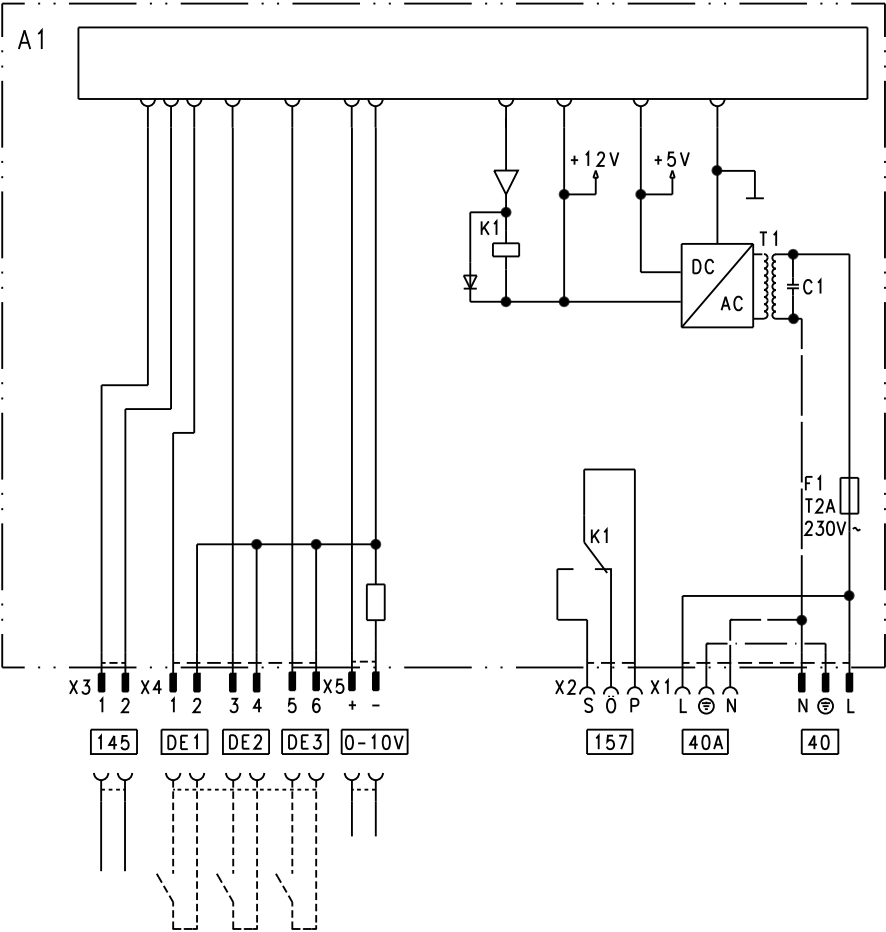 A1
+12V +5V
K1 T1
DC
C1
AC
F1
T2A
230V~
K1
X3 X4 X5 X2 X1
1 2 1 2 3 4 5 6 + - S Ö P L N N L
145 DE1 DE2 DE3 0-10V 157 40A 40